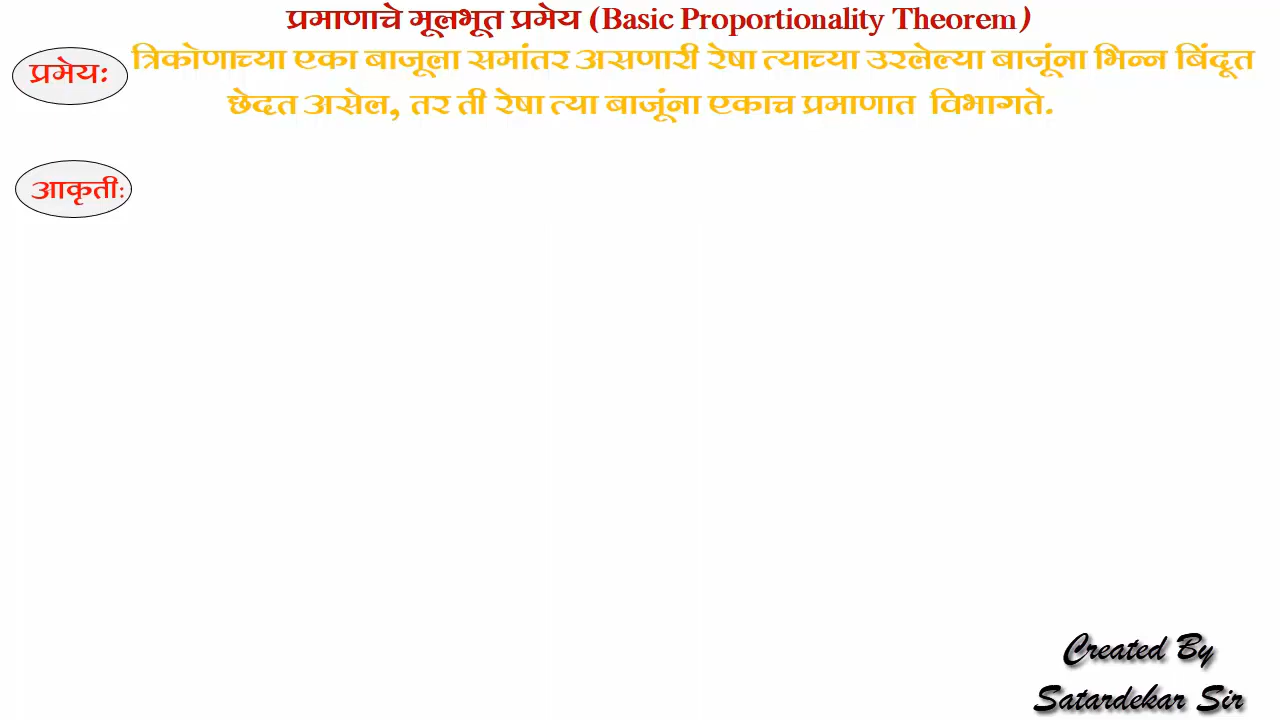 प्रमाणाचे मूलभूत प्रमेय (Basic Proportionality Theorem)
प्रमेय: त्रिकोणाच्या एका बाजूला समांतर असणारी रेषा त्याच्या उरलेल्या बाजूंना भिन्न बिंदूत
छेदत असेल, तर ती रेषा त्या बाजूंना एकाच प्रमाणात विभागते.
आकृती:
Created By
Satardekar Sir